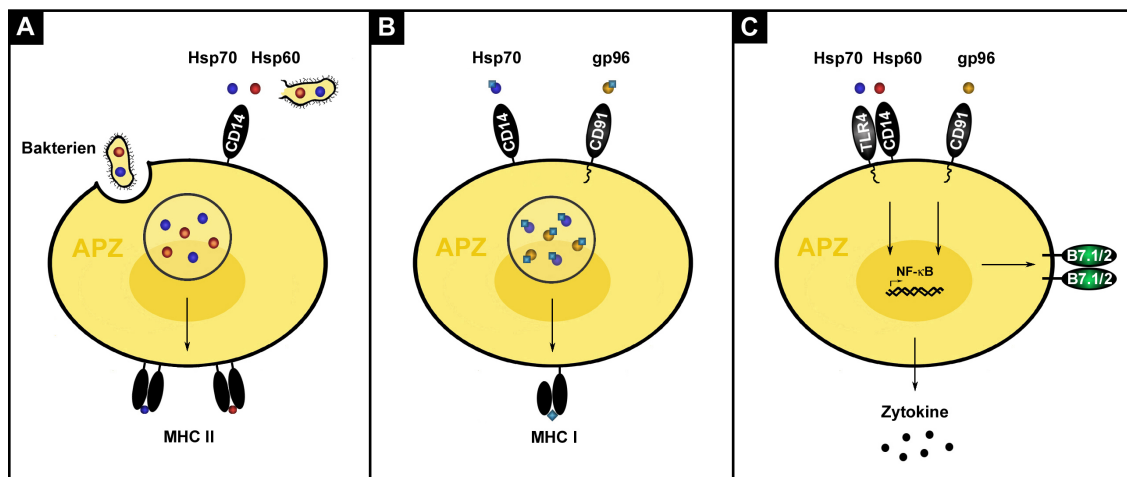 A
Hsp70 Hsp60
CD14
Bakterien
APZ
MHC II
B
Hsp70 gp96
CD14
CD91
APZ
MHC I
C
Hsp70 Hsp60 gp96
TLR4
CD14
CD91
APZ
NF-κB
B7.1/2
B7.1/2
Zytokine